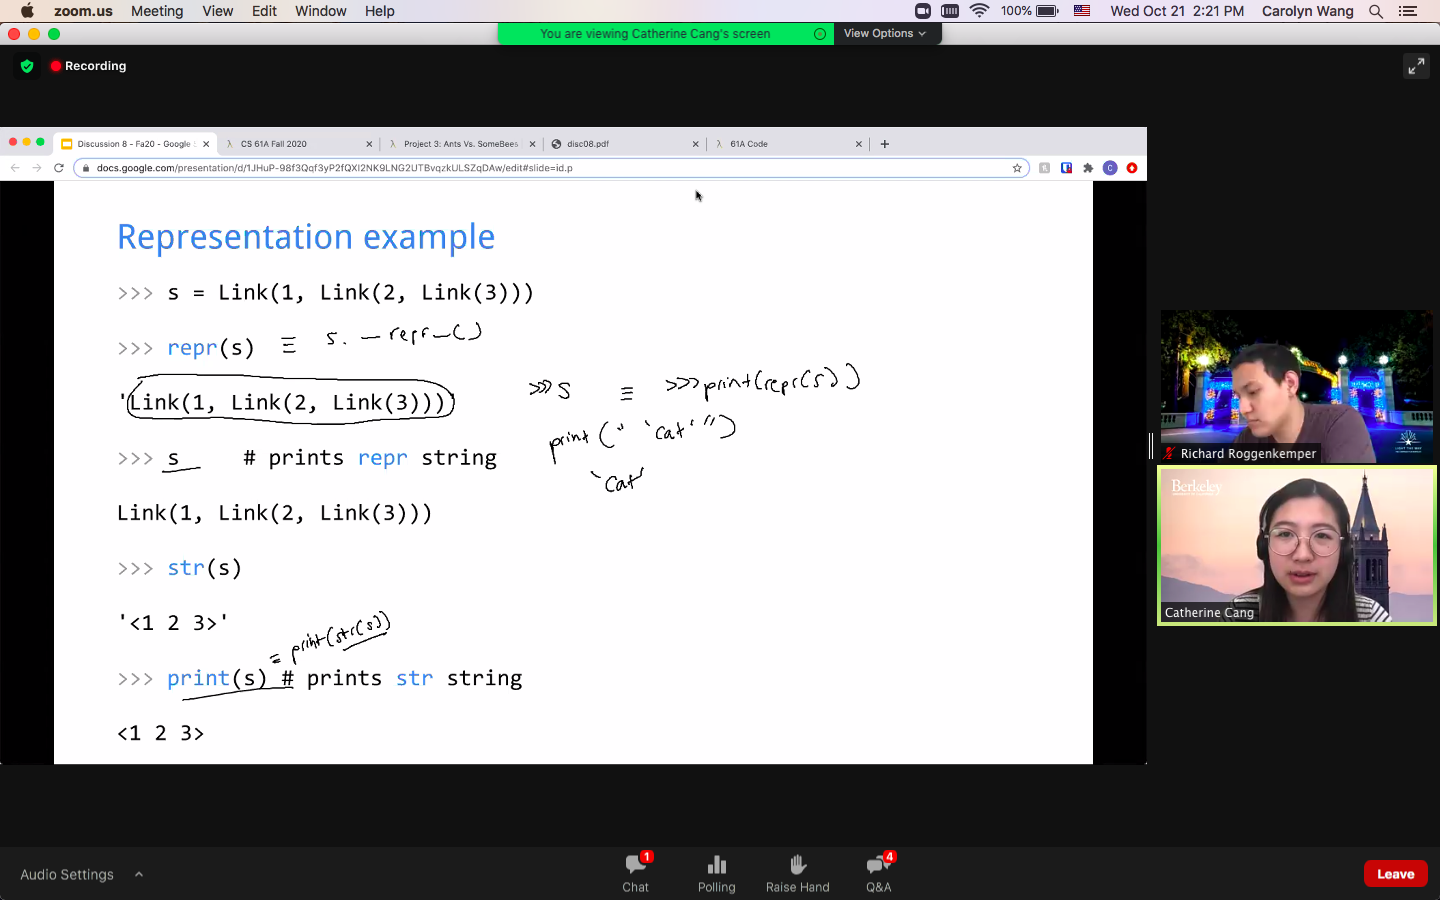 zoom.us Meeting View Edit Window Help 100% Wed Oct 21 2:21 PM Carolyn Wang
You are viewing Catherine Cang's screen View Options
Recording
Discussion 8 - Fa20 - Google S CS 61A Fall 2020 Project 3: Ants Vs. SomeBees disc08.pdf 61A Code
docs.google.com/presentation/d/1JHuP-98f3Qqf3yP2fQXl2NK9LNG2UTBvqzkULSZqDAw/edit#slide=id.p
Representation example
>>> s = Link(1, Link(2, Link(3)))
>>> repr(s) ≡ s. __repr__()
'Link(1, Link(2, Link(3)))'
>>> s ≡ >>> print(repr(s))
print (" 'cat' ")
'cat'
>>> s # prints repr string
Link(1, Link(2, Link(3)))
>>> str(s)
'<1 2 3>'
≡ print(str(s))
>>> print(s) # prints str string
<1 2 3>
Richard Roggenkemper
Berkeley
Catherine Cang
Audio Settings
1
4
Chat Polling Raise Hand Q&A
Leave